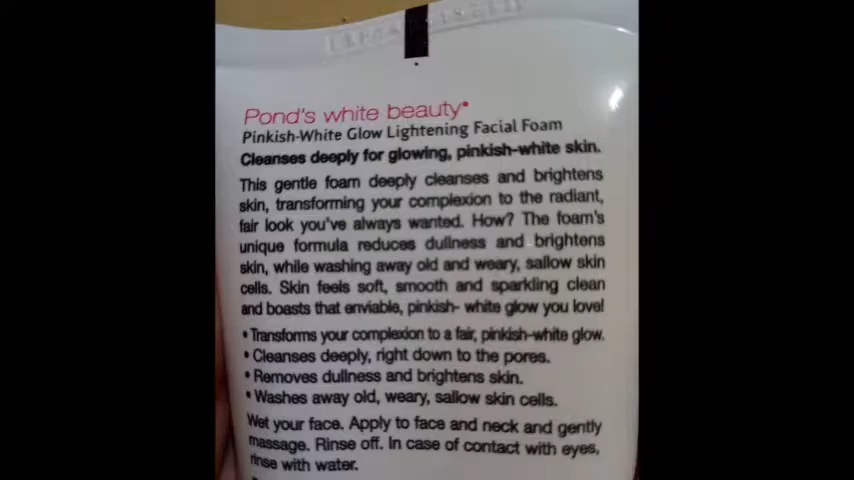 Pond's white beauty
Pinkish-White Glow Lightening Facial Foam
Cleanses deeply for glowing, pinkish-white skin.
This gentle foam deeply cleanses and brightens
skin, transforming your complexion to the radiant,
fair look you've always wanted. How? The foam's
unique formula reduces dullness and brightens
skin, while washing away old and weary, sallow skin
cells. Skin feels soft, smooth and sparkling clean
and boasts that enviable, pinkish- white glow you love!
• Transforms your complexion to a fair, pinkish-white glow.
• Cleanses deeply, right down to the pores.
• Removes dullness and brightens skin.
• Washes away old, weary, sallow skin cells.
Wet your face. Apply to face and neck and gently
massage. Rinse off. In case of contact with eyes,
rinse with water.